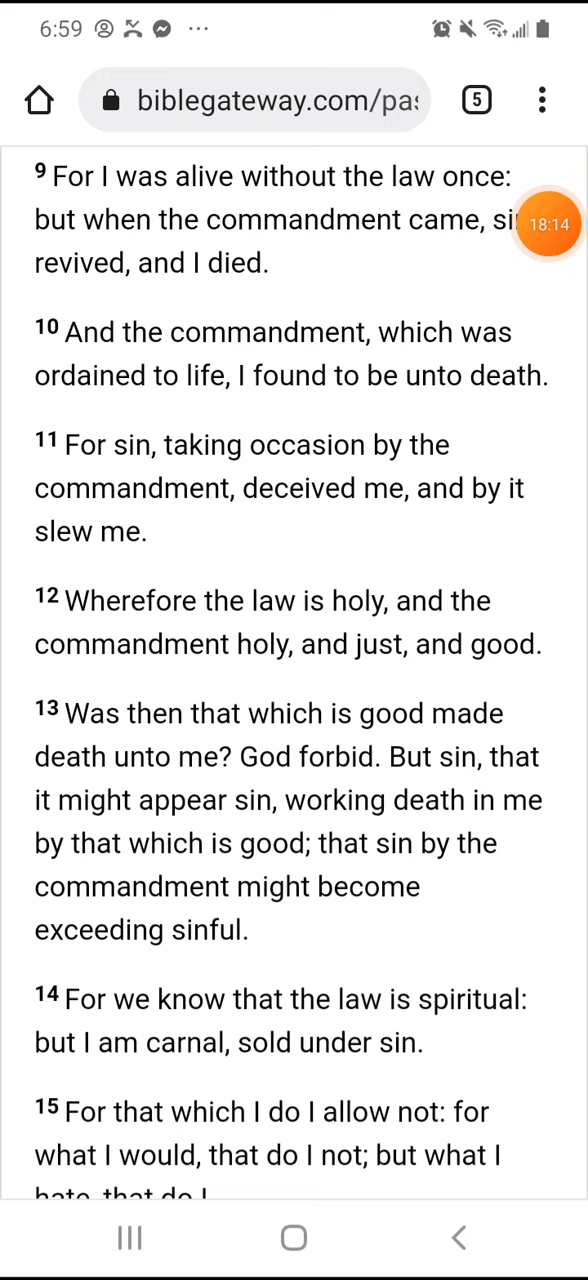 6:59
biblegateway.com/pa
5
9 For I was alive without the law once:
but when the commandment came,
18:14
revived, and I died.
10 And the commandment, which was
ordained to life, I found to be unto death.
11 For sin, taking occasion by the
commandment, deceived me, and by it
slew me.
12 Wherefore the law is holy, and the
commandment holy, and just, and good.
13 Was then that which is good made
death unto me? God forbid. But sin, that
it might appear sin, working death in me
by that which is good; that sin by the
commandment might become
exceeding sinful.
14 For we know that the law is spiritual:
but I am carnal, sold under sin.
15 For that which I do I allow not: for
what I would, that do I not; but what I
hate, that do I